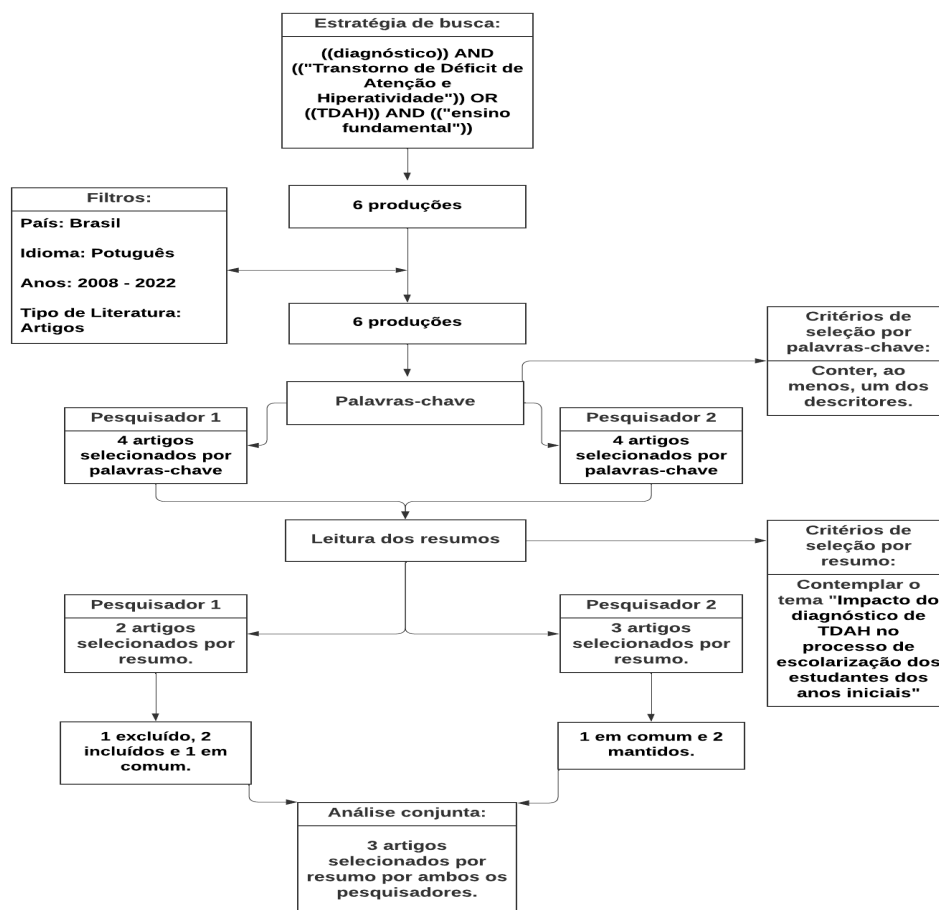 Estratégia de busca:
((diagnóstico)) AND
(("Transtorno de Déficit de
Atenção e
Hiperatividade")) OR
((TDAH)) AND (("ensino
fundamental"))
6 produções
Filtros:
País: Brasil
Idioma: Potuguês
Anos: 2008 - 2022
Tipo de Literatura:
Artigos
6 produções
Critérios de
seleção por
palavras-chave:
Conter, ao
menos, um dos
descritores.
Palavras-chave
Pesquisador 1
4 artigos
selecionados por
palavras-chave
Pesquisador 2
4 artigos
selecionados por
palavras-chave
Leitura dos resumos
Critérios de
seleção por
resumo:
Contemplar o
tema "Impacto do
diagnóstico de
TDAH no
processo de
escolarização dos
estudantes dos
anos iniciais"
Pesquisador 1
2 artigos
selecionados por
resumo.
Pesquisador 2
3 artigos
selecionados por
resumo.
1 excluído, 2
incluídos e 1 em
comum.
1 em comum e 2
mantidos.
Análise conjunta:
3 artigos
selecionados por
resumo por ambos os
pesquisadores.